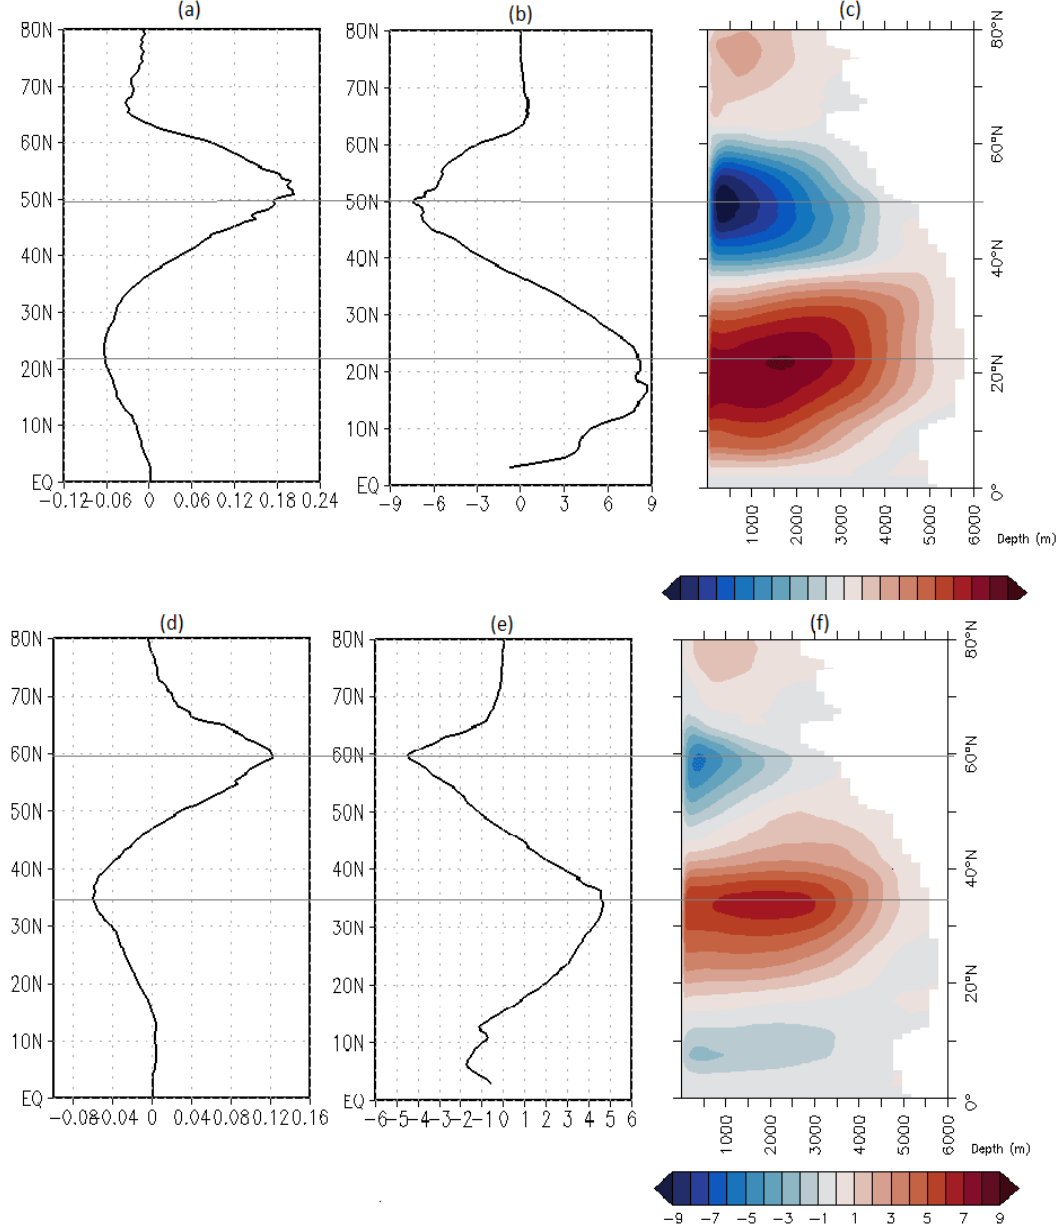 (a)
(b)
(c)
80N
70N
60N
50N
40N
30N
20N
10N
EQ
−0.12 −0.06 0 0.06 0.12 0.18 0.24
80N
70N
60N
50N
40N
30N
20N
10N
EQ
−9 −6 −3 0 3 6 9
80°N
60°N
40°N
20°N
0°
1000 2000 3000 4000 5000 6000
Depth (m)
(d)
(e)
(f)
80N
70N
60N
50N
40N
30N
20N
10N
EQ
−0.08 −0.04 0 0.04 0.08 0.12 0.16
80N
70N
60N
50N
40N
30N
20N
10N
EQ
−6 −5 −4 −3 −2 −1 0 1 2 3 4 5 6
80°N
60°N
40°N
20°N
0°
1000 2000 3000 4000 5000 6000
Depth (m)
−9 −7 −5 −3 −1 1 3 5 7 9